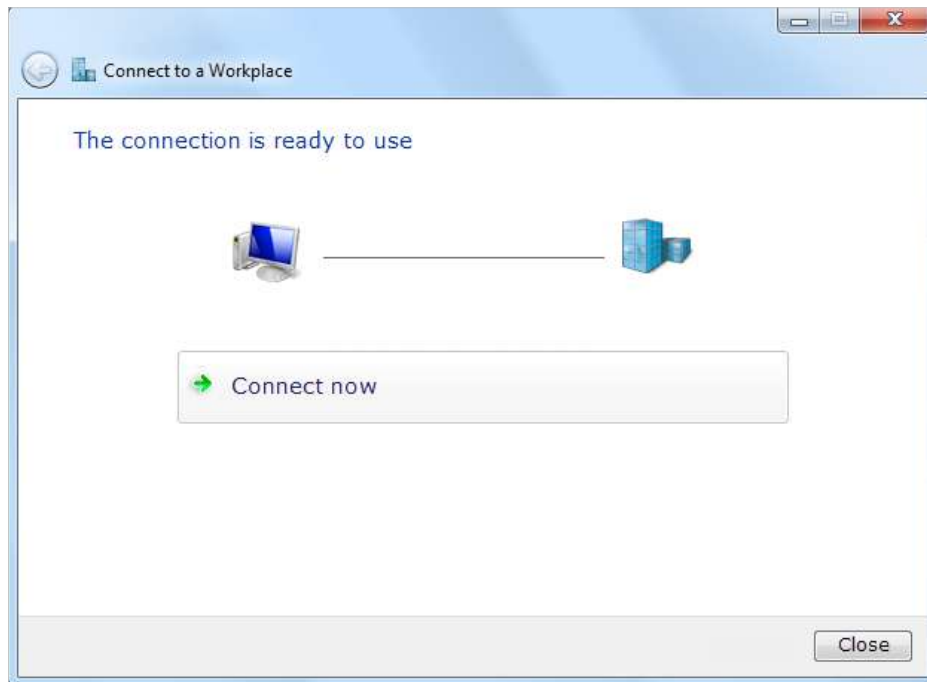 Connect to a Workplace
The connection is ready to use
Connect now
Close